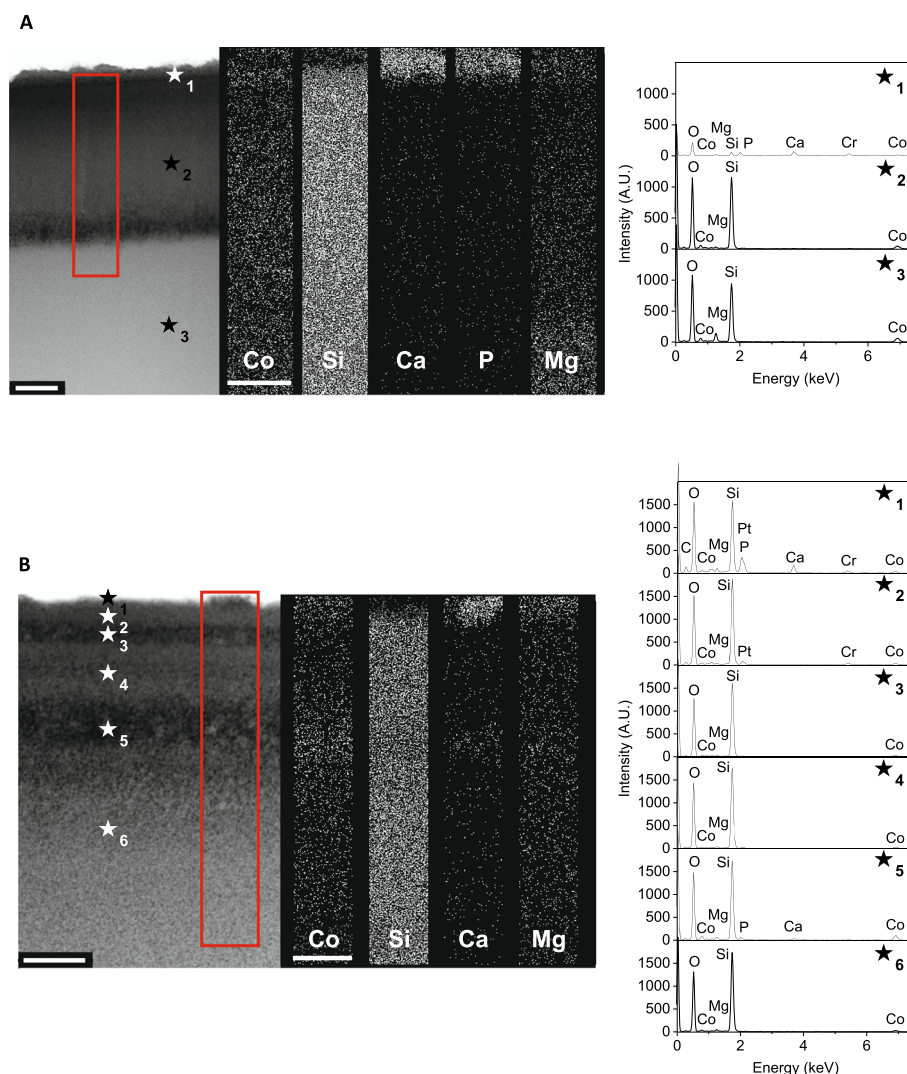 A
1
2
3
Co Si Ca P Mg
1000
500
0
O Co Mg Si P Ca Cr Co
★1
1000
500
0
O Co Mg Si Co
★2
1000
500
0
O Co Mg Si Co
★3
0 2 4 6
Intensity (A.U.)
Energy (keV)
B
1
2
3
4
5
6
Co Si Ca Mg
1500
1000
500
0
C O Co Mg Si Pt P Ca Cr Co
★1
1500
1000
500
0
O Co Mg Si Pt Cr Co
★2
1500
1000
500
0
O Co Mg Si Co
★3
1500
1000
500
0
O Co Mg Si Co
★4
1500
1000
500
0
O Co Mg Si P Ca Co
★5
1500
1000
500
0
O Co Mg Si Co
★6
0 2 4 6
Intensity (A.U.)
Energy (keV)